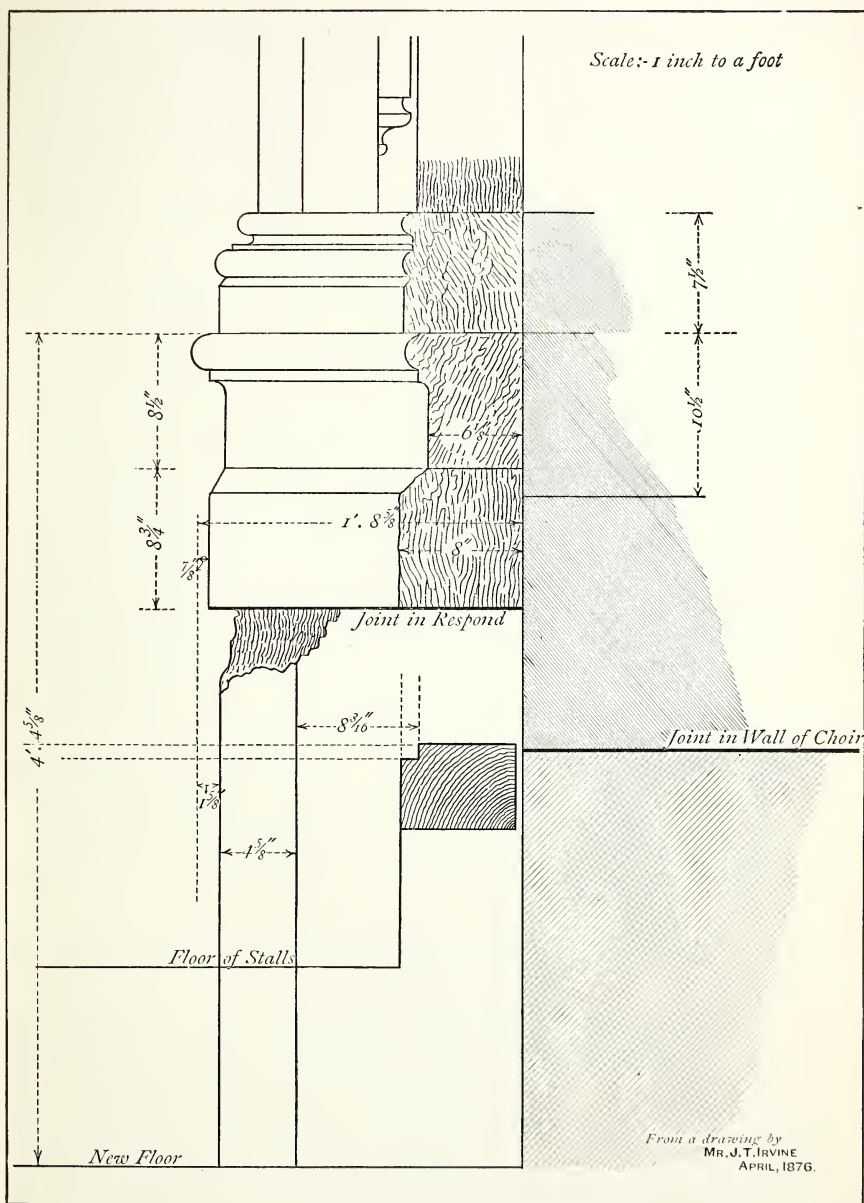 Scale:- 1 inch to a foot
7½"
8½"
10½"
6⅛"
8¾"
1'. 8⅝"
8"
⅞"
Joint in Respond
8 3/16"
4'. 4⅝"
Joint in Wall of Choir
1⅝"
4⅝"
Floor of Stalls
New Floor
From a drawing by
MR. J. T. IRVINE
APRIL, 1876.